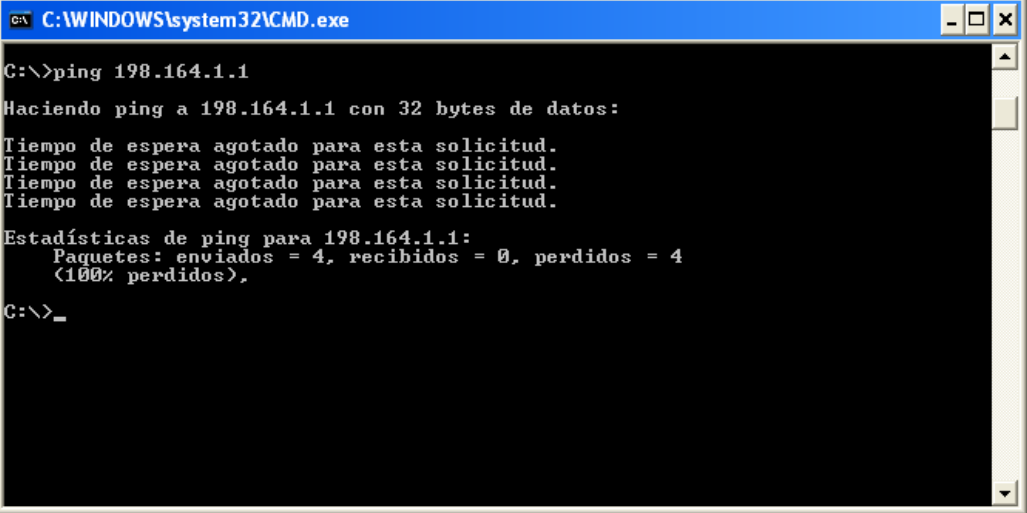 C:\WINDOWS\system32\CMD.exe
C:\>ping 198.164.1.1
Haciendo ping a 198.164.1.1 con 32 bytes de datos:
Tiempo de espera agotado para esta solicitud.
Tiempo de espera agotado para esta solicitud.
Tiempo de espera agotado para esta solicitud.
Tiempo de espera agotado para esta solicitud.
Estadísticas de ping para 198.164.1.1:
Paquetes: enviados = 4, recibidos = 0, perdidos = 4
(100% perdidos),
C:\>_